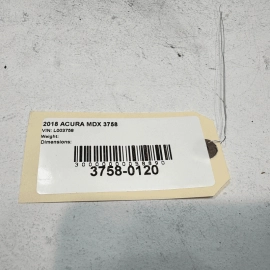 2018 ACURA MDX 3758
VIN: L003758
Weight:
Dimensions:
3758-0120